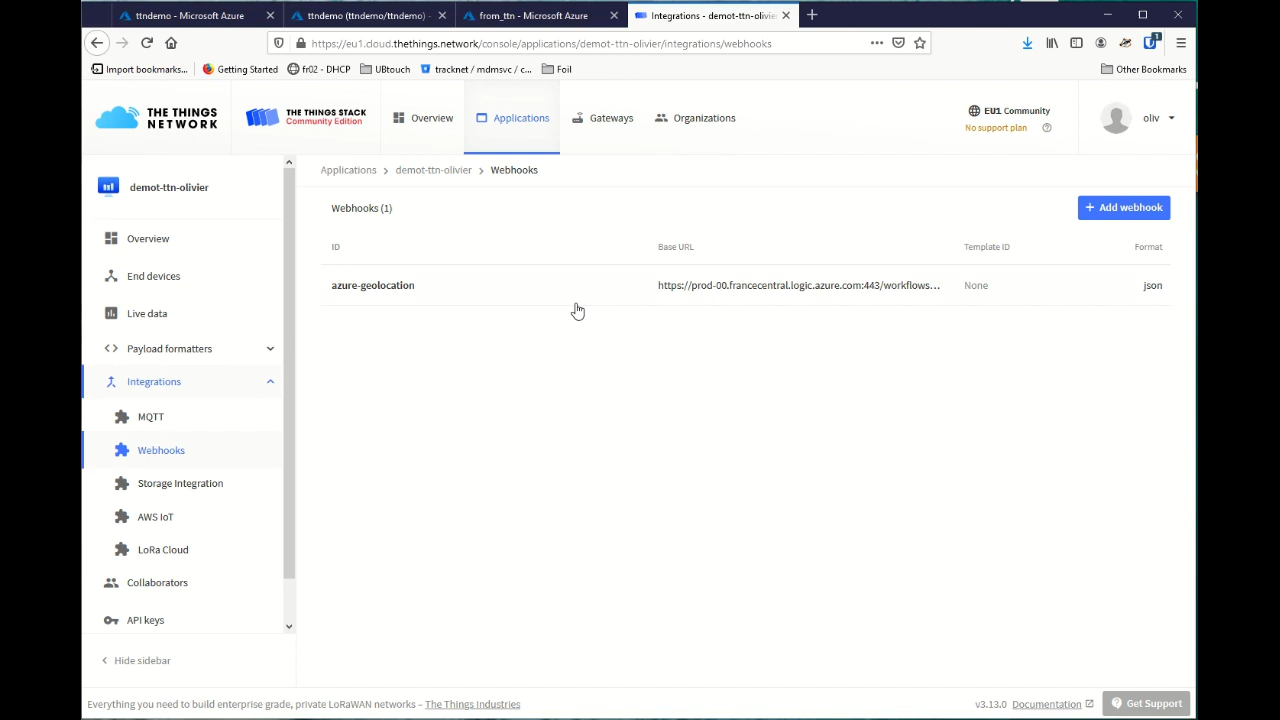 ttndemo - Microsoft Azure
ttndemo (ttndemo/ttndemo) -
from_ttn - Microsoft Azure
Integrations - demot-ttn-olivie
https://eu1.cloud.thethings.network/console/applications/demot-ttn-olivier/integrations/webhooks
1
Import bookmarks...
Getting Started
fr02 - DHCP
UBtouch
tracknet / mdmsvc / c...
Foil
Other Bookmarks
THE THINGS
NETWORK
THE THINGS STACK
Community Edition
Overview
Applications
Gateways
Organizations
EU1 Community
No support plan
oliv
demot-ttn-olivier
Overview
End devices
Live data
Payload formatters
Integrations
MQTT
Webhooks
Storage Integration
AWS IoT
LoRa Cloud
Collaborators
API keys
Hide sidebar
Applications > demot-ttn-olivier > Webhooks
Webhooks (1)
+ Add webhook
ID Base URL Template ID Format
azure-geolocation https://prod-00.francecentral.logic.azure.com:443/workflows... None json
Everything you need to build enterprise grade, private LoRaWAN networks – The Things Industries
v3.13.0 Documentation
Get Support